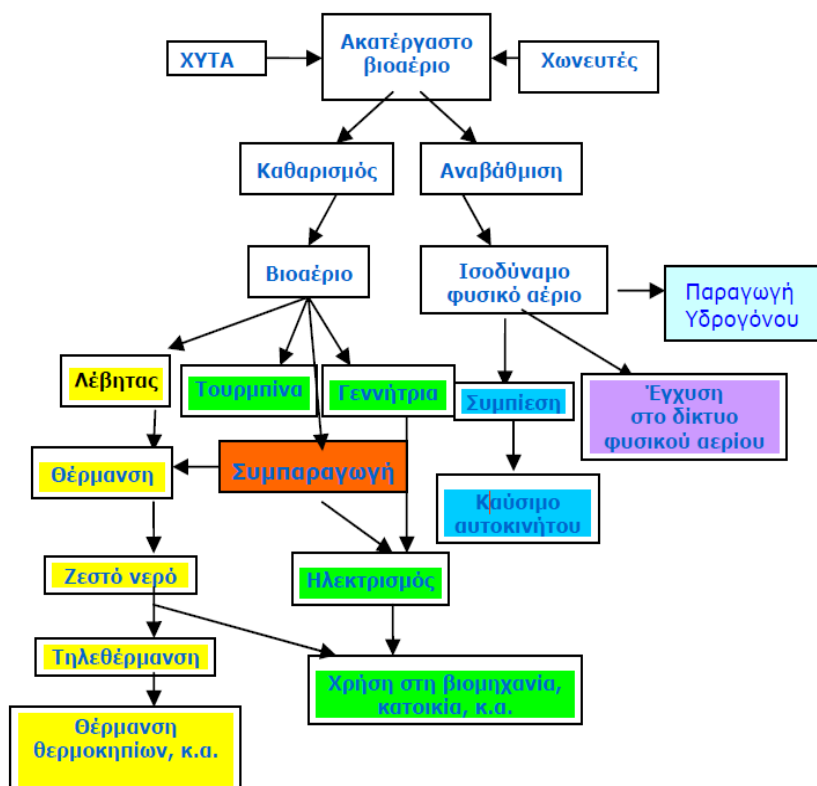 ΧΥΤΑ
Ακατέργαστο
βιοαέριο
Χωνευτές
Καθαρισμός
Αναβάθμιση
Βιοαέριο
Ισοδύναμο
φυσικό αέριο
Παραγωγή
Υδρογόνου
Λέβητας
Τουρμπίνα
Γεννήτρια
Συμπίεση
Έγχυση
στο δίκτυο
φυσικού αερίου
Θέρμανση
Συμπαραγωγή
Καύσιμο
αυτοκινήτου
Ζεστό νερό
Ηλεκτρισμός
Τηλεθέρμανση
Χρήση στη βιομηχανία,
κατοικία, κ.α.
Θέρμανση
θερμοκηπίων, κ.α.